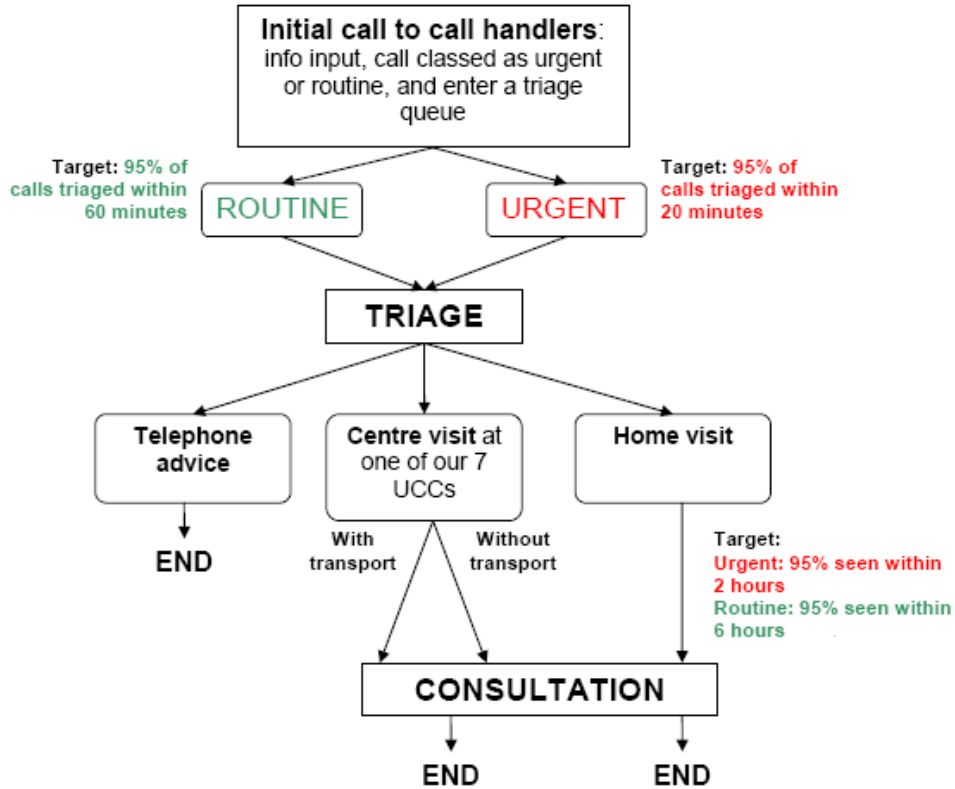 Initial call to call handlers:
info input, call classed as urgent
or routine, and enter a triage
queue
Target: 95% of
calls triaged within
60 minutes
ROUTINE
URGENT
Target: 95% of
calls triaged within
20 minutes
TRIAGE
Telephone
advice
Centre visit at
one of our 7
UCCs
Home visit
END
With
transport
Without
transport
Target:
Urgent: 95% seen within
2 hours
Routine: 95% seen within
6 hours
CONSULTATION
END
END